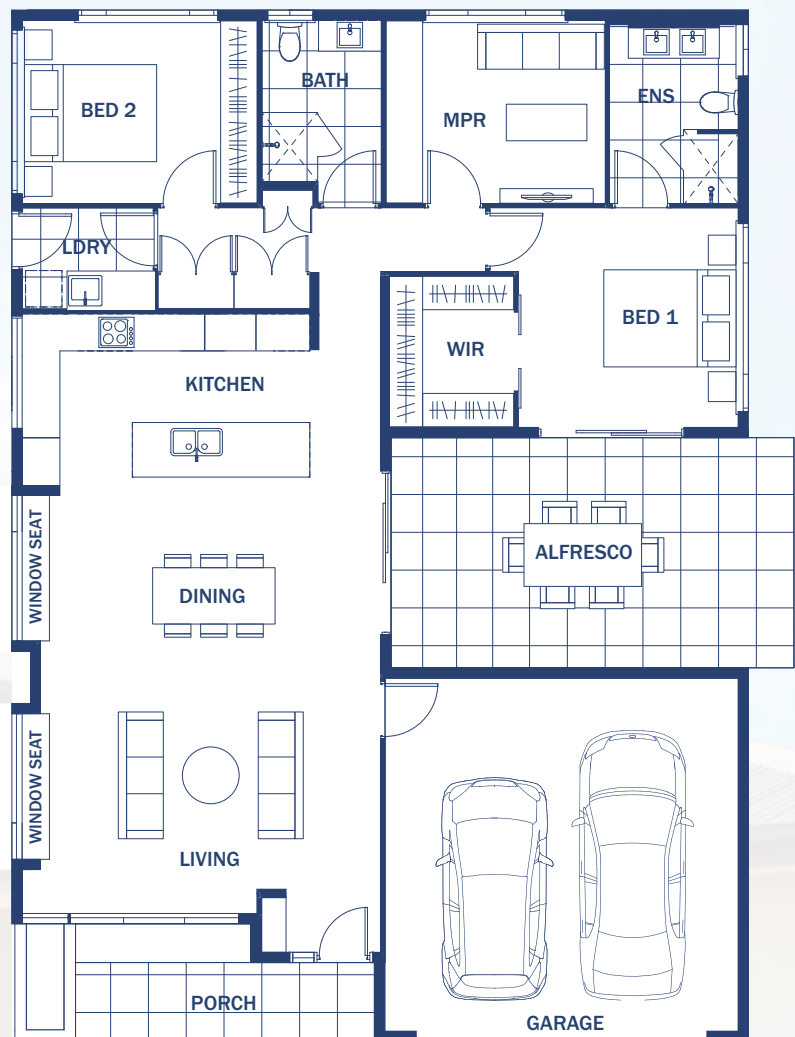 BATH
ENS
BED 2
MPR
LDRY
BED 1
WIR
KITCHEN
WINDOW SEAT
ALFRESCO
DINING
WINDOW SEAT
LIVING
PORCH
GARAGE